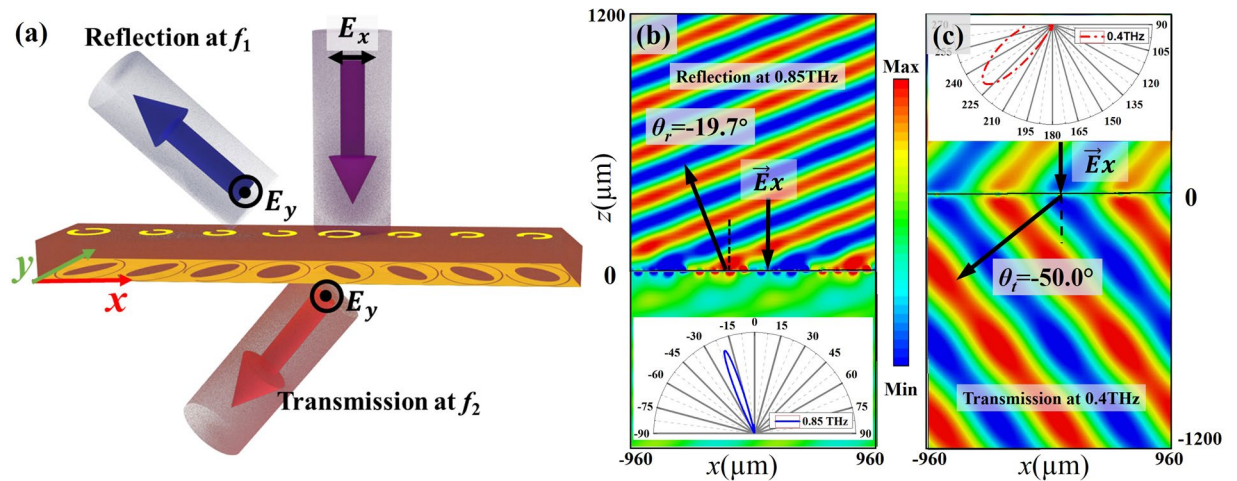 (a)
Reflection at f1
Ex
Ey
y
x
Ey
Transmission at f2
1200
(b)
Reflection at 0.85THz
θr=-19.7°
Ex
z(μm)
0
0
-15
15
-30
30
-45
45
-60
60
-75
75
-90
90
0.85 THz
-960
x(μm)
960
Max
Min
(c)
270
90
0.4THz
255
105
240
120
225
135
210
150
195
180
165
Ex
0
θt=-50.0°
Transmission at 0.4THz
-1200
-960
x(μm)
960